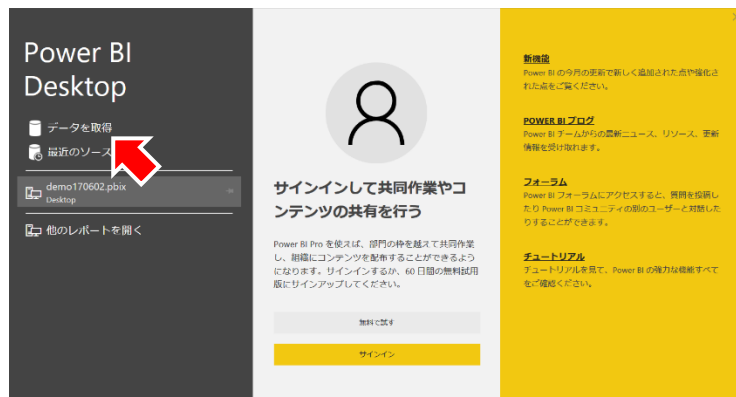 Power BI
Desktop
データを取得
最近のソース
demo170602.pbix
Desktop
他のレポートを開く
サインインして共同作業やコ
ンテンツの共有を行う
Power BI Pro を使えば、部門の枠を越えて共同作業
し、組織にコンテンツを配布することができるよう
になります。サインインするか、60 日間の無料試用
版にサインアップしてください。
無料で試す
サインイン
新機能
Power BI の今月の更新で新しく追加された点や強化さ
れた点をご覧ください。
POWER BI ブログ
Power BI チームからの最新ニュース、リソース、更新
情報を受け取れます。
フォーラム
Power BI フォーラムにアクセスすると、質問を投稿し
たり Power BI コミュニティの別のユーザーと対話した
りすることができます。
チュートリアル
チュートリアルを見て、Power BI の強力な機能すべて
をご確認ください。